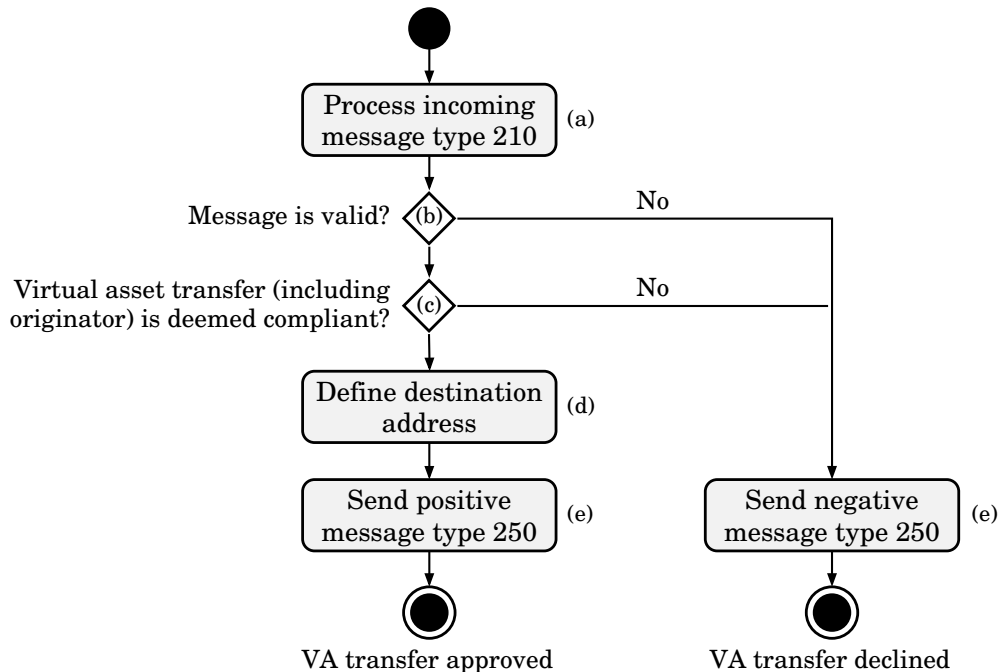 Process incoming
message type 210
(a)
Message is valid?
(b)
No
Virtual asset transfer (including
originator) is deemed compliant?
(c)
No
Define destination
address
(d)
Send positive
message type 250
(e)
Send negative
message type 250
(e)
VA transfer approved
VA transfer declined